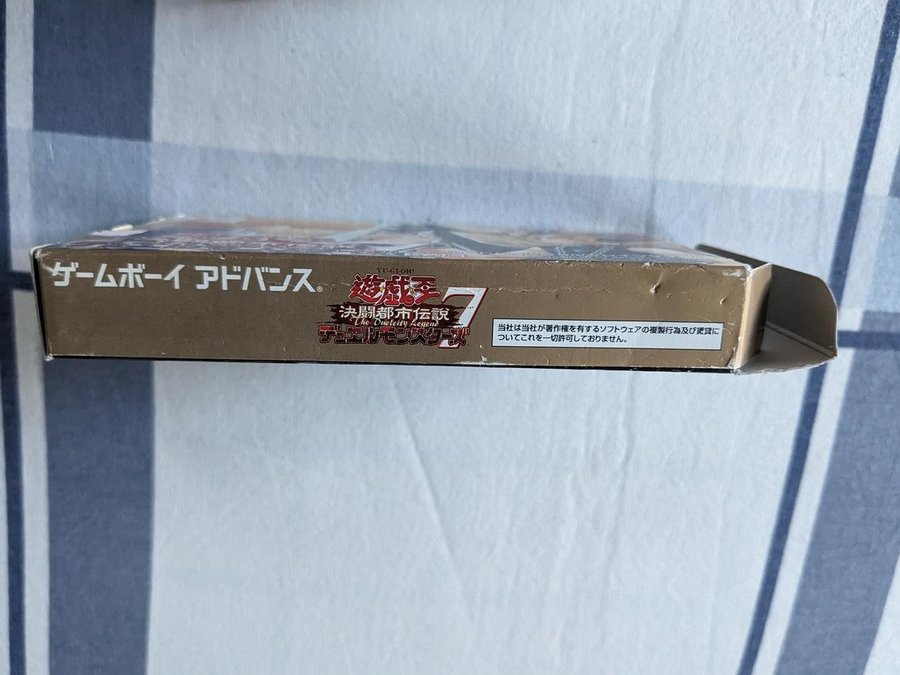 ゲームボーイ アドバンス®
YU-GI-OH!
遊戯王
決闘都市伝説 7
The Duelcity Legend
デュエルモンスターズ
当社は当社が著作権を有するソフトウェアの複製行為及び賃貸に
ついてこれを一切許可しておりません。